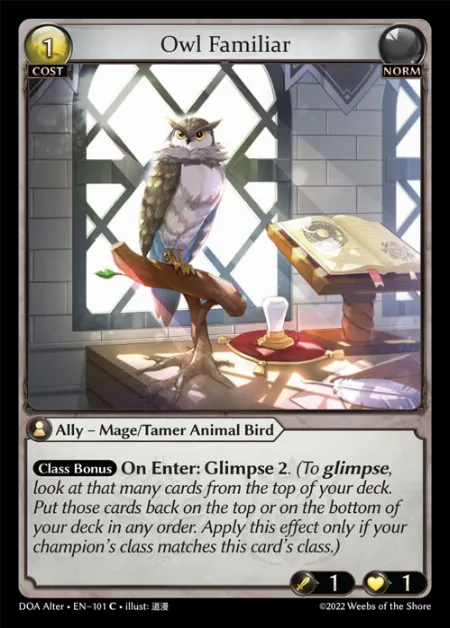 1
Owl Familiar
COST
NORM
Ally – Mage/Tamer Animal Bird
Class Bonus On Enter: Glimpse 2. (To glimpse,
look at that many cards from the top of your deck.
Put those cards back on the top or on the bottom of
your deck in any order. Apply this effect only if your
champion's class matches this card's class.)
1
1
DOA Alter • EN–101 C • illust: 道漫
©2022 Weebs of the Shore